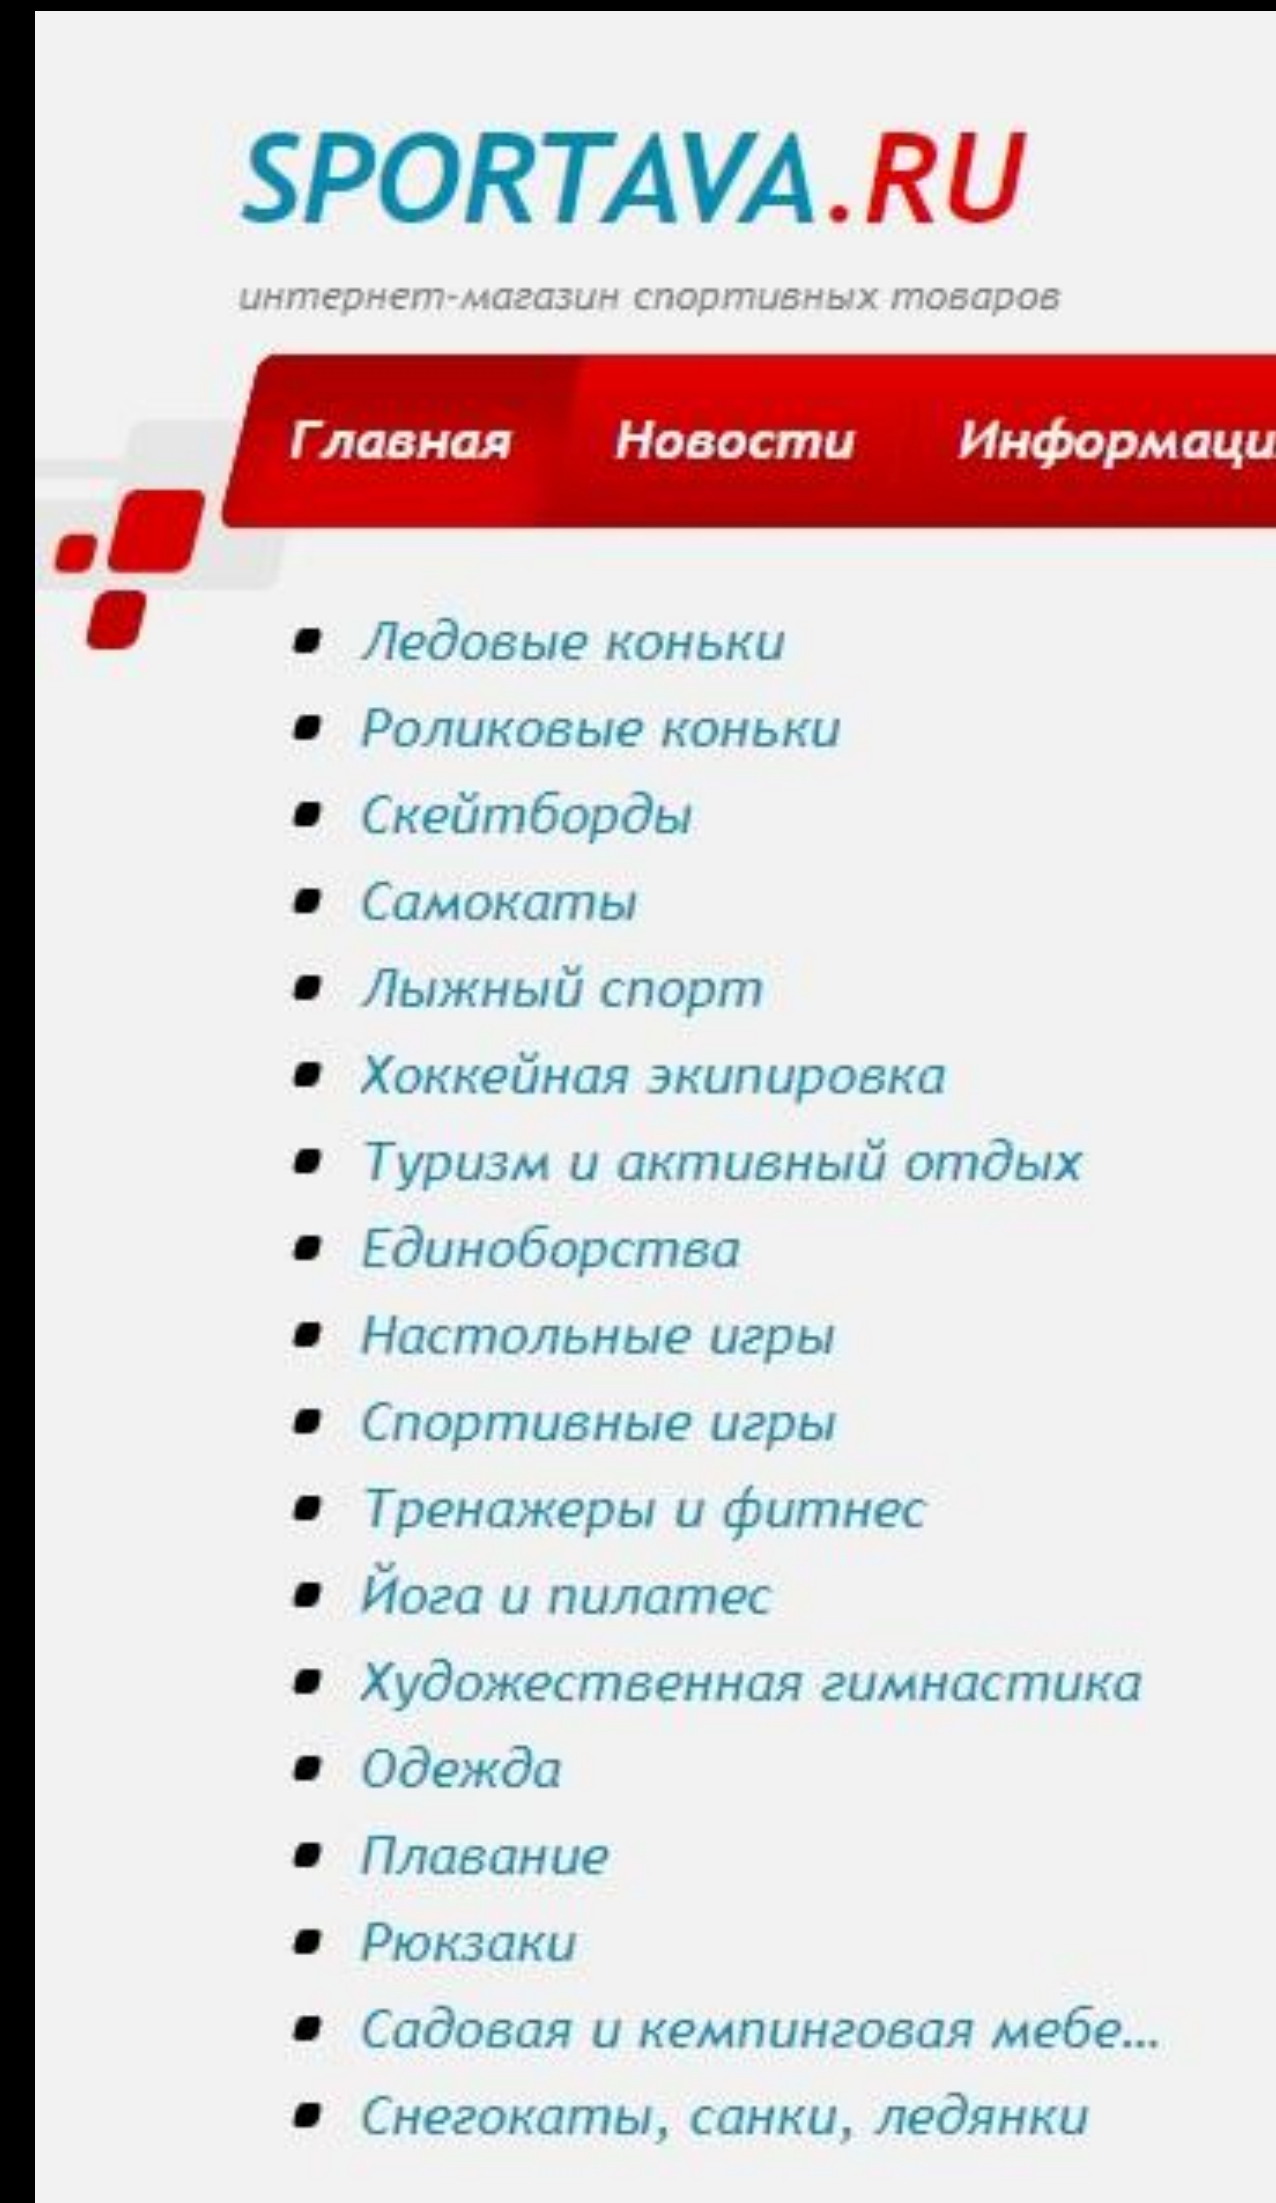 SPORTAVA.RU
интернет-магазин спортивных товаров
Главная Новости Информаци
Ледовые коньки
Роликовые коньки
Скейтборды
Самокаты
Лыжный спорт
Хоккейная экипировка
Туризм и активный отдых
Единоборства
Настольные игры
Спортивные игры
Тренажеры и фитнес
Йога и пилатес
Художественная гимнастика
Одежда
Плавание
Рюкзаки
Садовая и кемпинговая мебе...
Снегокаты, санки, ледянки